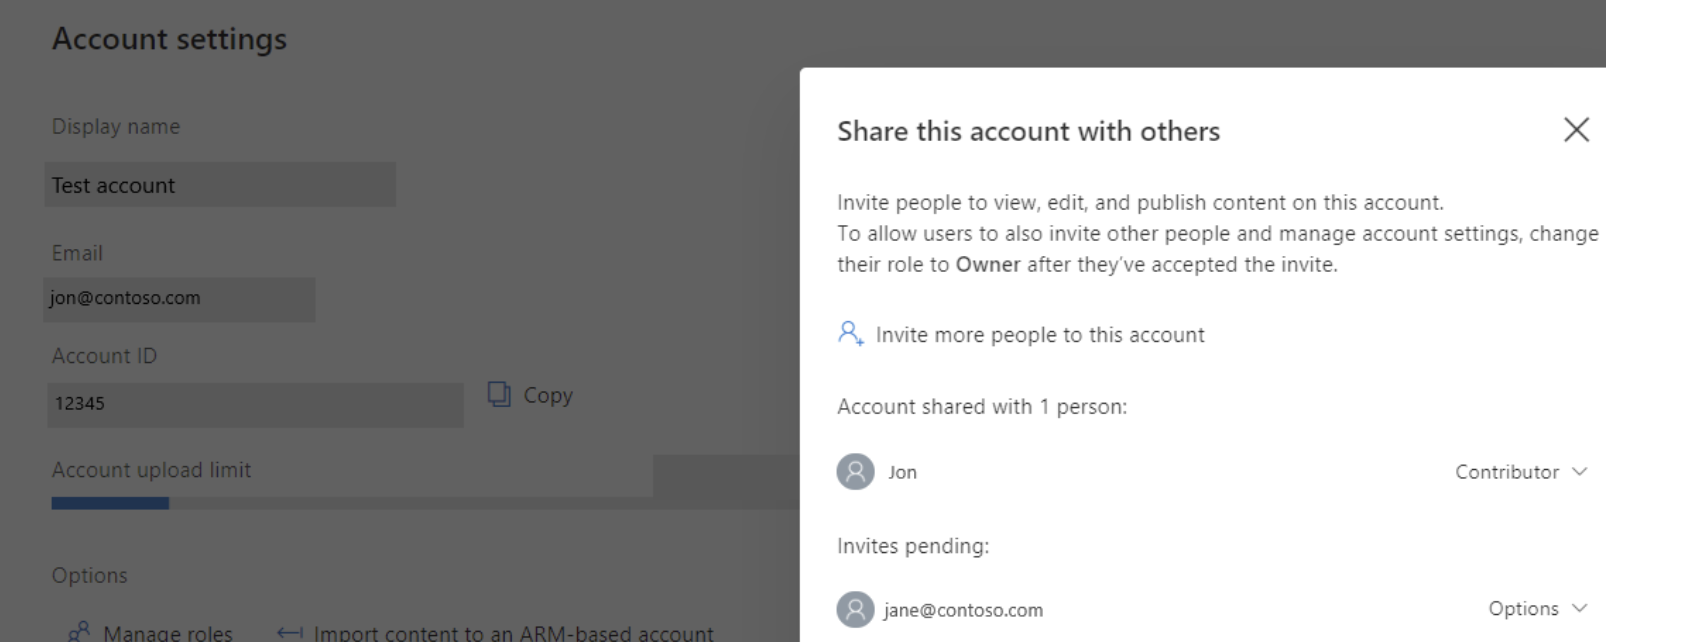 Account settings
Display name
Test account
Email
jon@contoso.com
Account ID
12345
Copy
Account upload limit
Options
Manage roles
Import content to an ARM-based account
Share this account with others
Invite people to view, edit, and publish content on this account.
To allow users to also invite other people and manage account settings, change
their role to Owner after they've accepted the invite.
Invite more people to this account
Account shared with 1 person:
Jon
Contributor
Invites pending:
jane@contoso.com
Options